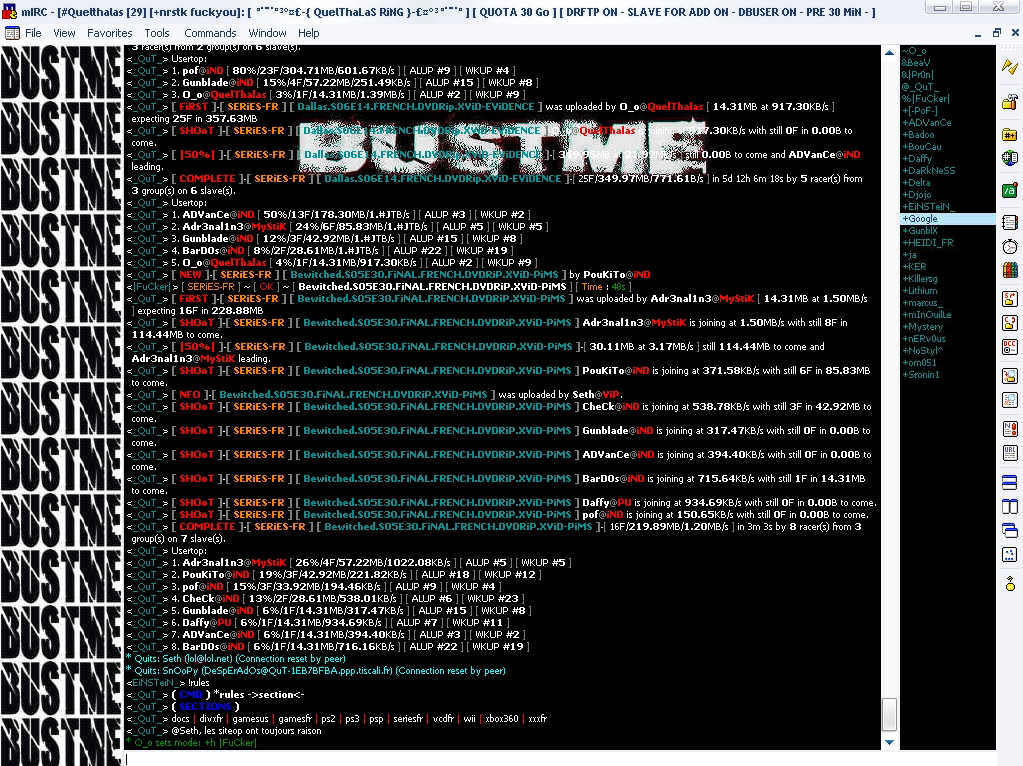 mIRC - [#Quelthalas [29] [+nrstk fuckyou]: [ QuelThaLaS RiNG ] [ QUOTA 30 Go ] [ DRFTP ON - SLAVE FOR ADD ON - DBUSER ON - PRE 30 MiN - ]
File View Favorites Tools Commands Window Help
3 racer(s) from 2 group(s) on 6 slave(s).
<_QuT_> Usertop:
<_QuT_> 1. pof@iND [ 80%/23F/304.71MB/601.67KB/s ] [ ALUP #9 ] [ WKUP #4 ]
<_QuT_> 2. Gunblade@iND [ 15%/4F/57.22MB/251.49KB/s ] [ ALUP #15 ] [ WKUP #8 ]
<_QuT_> 3. O_o@QuelThalas [ 3%/1F/14.31MB/1.39MB/s ] [ ALUP #2 ] [ WKUP #9 ]
<_QuT_> [ FiRST ]-[ SERiES-FR ] [ Dallas.S06E14.FRENCH.DVDRip.XViD-EViDENCE ] was uploaded by O_o@QuelThalas [ 14.31MB at 917.30KB/s ]
expecting 25F in 357.63MB
<_QuT_> [ SHOoT ]-[ SERiES-FR ] [ Dallas.S06E14.FRENCH.DVDRip.XViD-EViDENCE ] O_o@QuelThalas is joining at 917.30KB/s with still 0F in 0.00B to
come.
<_QuT_> [ [50%] ]-[ SERiES-FR ] [ Dallas.S06E14.FRENCH.DVDRip.XViD-EViDENCE ]-[ still 0.00B to come and ADVanCe@iND
leading.
<_QuT_> [ COMPLETE ]-[ SERiES-FR ] [ Dallas.S06E14.FRENCH.DVDRip.XViD-EViDENCE ]-[ 25F/349.97MB/771.61B/s ] in 5d 12h 6m 18s by 5 racer(s) from
3 group(s) on 6 slave(s).
<_QuT_> Usertop:
<_QuT_> 1. ADVanCe@iND [ 50%/13F/178.30MB/1.#JTB/s ] [ ALUP #3 ] [ WKUP #2 ]
<_QuT_> 2. Adr3nal1n3@MyStiK [ 24%/6F/85.83MB/1.#JTB/s ] [ ALUP #5 ] [ WKUP #5 ]
<_QuT_> 3. Gunblade@iND [ 12%/3F/42.92MB/1.#JTB/s ] [ ALUP #15 ] [ WKUP #8 ]
<_QuT_> 4. BarDOs@iND [ 8%/2F/28.61MB/1.#JTB/s ] [ ALUP #22 ] [ WKUP #19 ]
<_QuT_> 5. O_o@QuelThalas [ 4%/1F/14.31MB/917.30KB/s ] [ ALUP #2 ] [ WKUP #9 ]
<_QuT_> [ NEW ]-[ SERiES-FR ] [ Bewitched.S05E30.FiNAL.FRENCH.DVDRiP.XViD-PiMS ] by PouKiTo@iND
<|FuCker|> [ SERiES-FR ] ~ [ OK ] ~ [ Bewitched.S05E30.FiNAL.FRENCH.DVDRiP.XViD-PiMS ] [ Time : 48s ]
<_QuT_> [ FiRST ]-[ SERiES-FR ] [ Bewitched.S05E30.FiNAL.FRENCH.DVDRiP.XViD-PiMS ] was uploaded by Adr3nal1n3@MyStiK [ 14.31MB at 1.50MB/s
] expecting 16F in 228.88MB
<_QuT_> [ SHOoT ]-[ SERiES-FR ] [ Bewitched.S05E30.FiNAL.FRENCH.DVDRiP.XViD-PiMS ] Adr3nal1n3@MyStiK is joining at 1.50MB/s with still 8F in
114.44MB to come.
<_QuT_> [ [50%] ]-[ SERiES-FR ] [ Bewitched.S05E30.FiNAL.FRENCH.DVDRiP.XViD-PiMS ]-[ 30.11MB at 3.17MB/s ] still 114.44MB to come and
Adr3nal1n3@MyStiK leading.
<_QuT_> [ SHOoT ]-[ SERiES-FR ] [ Bewitched.S05E30.FiNAL.FRENCH.DVDRiP.XViD-PiMS ] PouKiTo@iND is joining at 371.58KB/s with still 6F in 85.83MB
to come.
<_QuT_> [ NFO ]-[ Bewitched.S05E30.FiNAL.FRENCH.DVDRiP.XViD-PiMS ] was uploaded by Seth@ViP.
<_QuT_> [ SHOoT ]-[ SERiES-FR ] [ Bewitched.S05E30.FiNAL.FRENCH.DVDRiP.XViD-PiMS ] CheCk@iND is joining at 538.78KB/s with still 3F in 42.92MB to
come.
<_QuT_> [ SHOoT ]-[ SERiES-FR ] [ Bewitched.S05E30.FiNAL.FRENCH.DVDRiP.XViD-PiMS ] Gunblade@iND is joining at 317.47KB/s with still 0F in 0.00B to
come.
<_QuT_> [ SHOoT ]-[ SERiES-FR ] [ Bewitched.S05E30.FiNAL.FRENCH.DVDRiP.XViD-PiMS ] ADVanCe@iND is joining at 394.40KB/s with still 0F in 0.00B to
come.
<_QuT_> [ SHOoT ]-[ SERiES-FR ] [ Bewitched.S05E30.FiNAL.FRENCH.DVDRiP.XViD-PiMS ] BarDOs@iND is joining at 715.64KB/s with still 1F in 14.31MB
to come.
<_QuT_> [ SHOoT ]-[ SERiES-FR ] [ Bewitched.S05E30.FiNAL.FRENCH.DVDRiP.XViD-PiMS ] Daffy@PU is joining at 934.69KB/s with still 0F in 0.00B to come.
<_QuT_> [ SHOoT ]-[ SERiES-FR ] [ Bewitched.S05E30.FiNAL.FRENCH.DVDRiP.XViD-PiMS ] pof@iND is joining at 150.65KB/s with still 0F in 0.00B to come.
<_QuT_> [ COMPLETE ]-[ SERiES-FR ] [ Bewitched.S05E30.FiNAL.FRENCH.DVDRiP.XViD-PiMS ]-[ 16F/219.89MB/1.20MB/s ] in 3m 3s by 8 racer(s) from 3
group(s) on 7 slave(s).
<_QuT_> Usertop:
<_QuT_> 1. Adr3nal1n3@MyStiK [ 26%/4F/57.22MB/1022.08KB/s ] [ ALUP #5 ] [ WKUP #5 ]
<_QuT_> 2. PouKiTo@iND [ 19%/3F/42.92MB/221.82KB/s ] [ ALUP #18 ] [ WKUP #12 ]
<_QuT_> 3. pof@iND [ 15%/3F/33.92MB/194.46KB/s ] [ ALUP #9 ] [ WKUP #4 ]
<_QuT_> 4. CheCk@iND [ 13%/2F/28.61MB/538.01KB/s ] [ ALUP #6 ] [ WKUP #23 ]
<_QuT_> 5. Gunblade@iND [ 6%/1F/14.31MB/317.47KB/s ] [ ALUP #15 ] [ WKUP #8 ]
<_QuT_> 6. Daffy@PU [ 6%/1F/14.31MB/934.69KB/s ] [ ALUP #7 ] [ WKUP #11 ]
<_QuT_> 7. ADVanCe@iND [ 6%/1F/14.31MB/394.40KB/s ] [ ALUP #3 ] [ WKUP #2 ]
<_QuT_> 8. BarDOs@iND [ 6%/1F/14.31MB/716.16KB/s ] [ ALUP #22 ] [ WKUP #19 ]
* Quits: Seth (lol@lol.net) (Connection reset by peer)
* Quits: SnOoPy (DeSpErAdOs@QuT-1EB7BFBA.ppp.tiscali.fr) (Connection reset by peer)
<EiNSTeiN_> !rules
<_QuT_> ( CMD ) *rules ->section<-
<_QuT_> ( SECTIONS )
<_QuT_> docs | divxfr | gamesus | gamesfr | ps2 | ps3 | psp | seriesfr | vcdfr | wii | xbox360 | xxxfr
<_QuT_> @Seth, les siteop ont toujours raison
* O_o sets mode: +h |FuCker|
~O_o
&BeaV
&|Pr0n|
@_QuT_
%|FuCker|
+[-PoF-]
+ADVanCe
+Badoo
+BouCau
+Daffy
+DaRkNeSS
+Delta
+Djojo
+EiNSTeiN_
+Google
+GunblX
+HEIDI_FR
+ja
+KER
+Killersg
+Lithium
+marcus_
+mInOuille
+Mystery
+nERv0us
+NoStyl^
+om051
+Sronin1
BUSTME